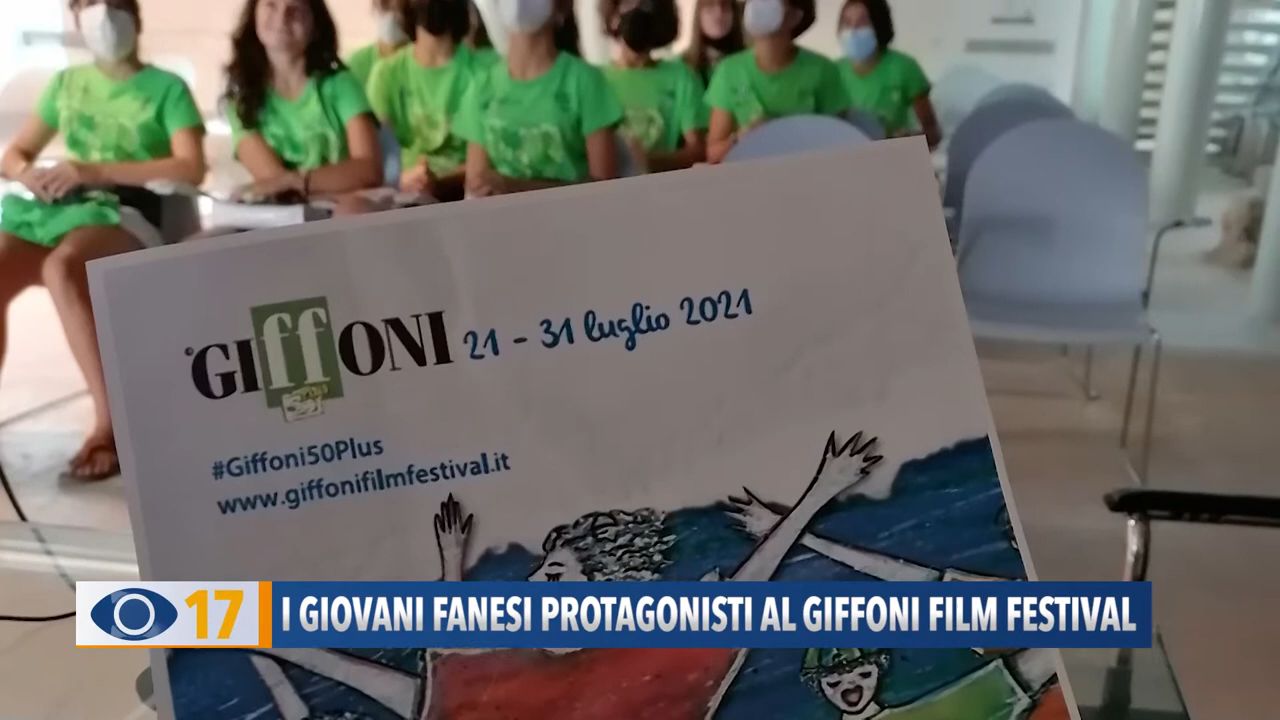 GIffONI 21 - 31 luglio 2021
#Giffoni50Plus
www.giffonifilmfestival.it
17 I GIOVANI FANESI PROTAGONISTI AL GIFFONI FILM FESTIVAL